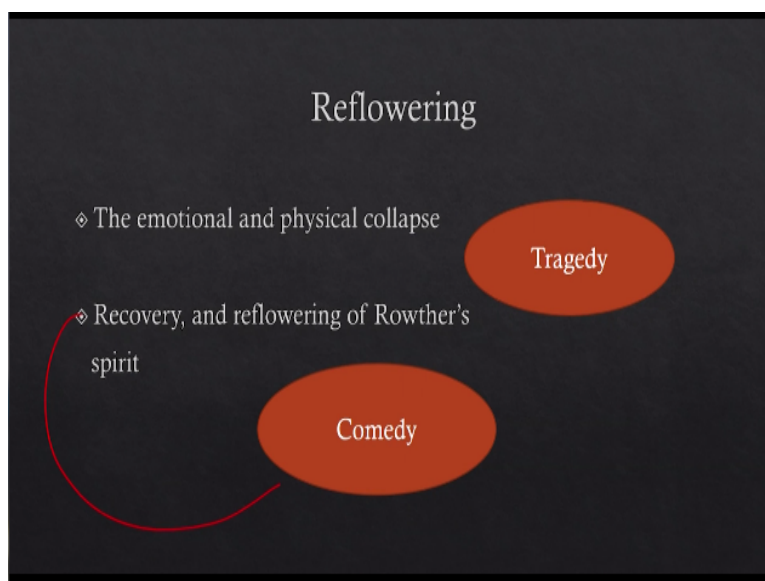 Reflowering
The emotional and physical collapse
Tragedy
Recovery, and reflowering of Rowther's
spirit
Comedy